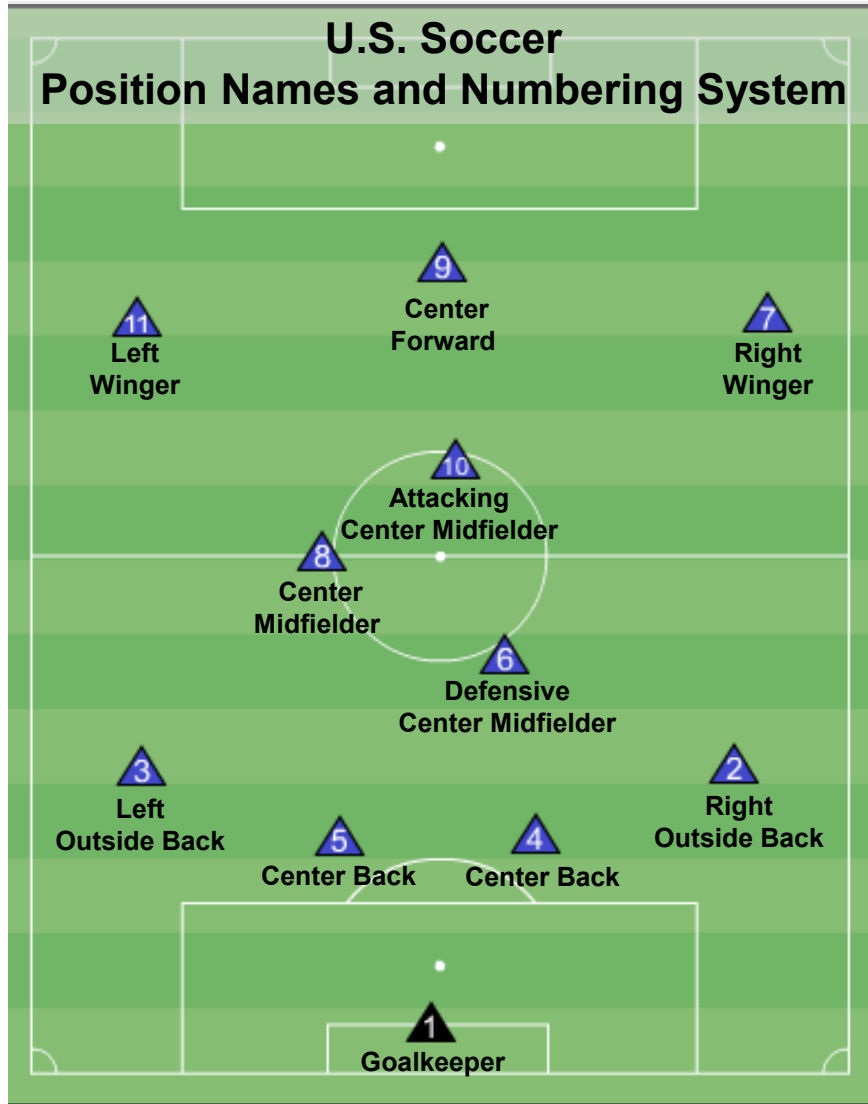 U.S. Soccer
Position Names and Numbering System
9
Center
Forward
11
Left
Winger
7
Right
Winger
10
Attacking
Center Midfielder
8
Center
Midfielder
6
Defensive
Center Midfielder
3
Left
Outside Back
2
Right
Outside Back
5
Center Back
4
Center Back
1
Goalkeeper